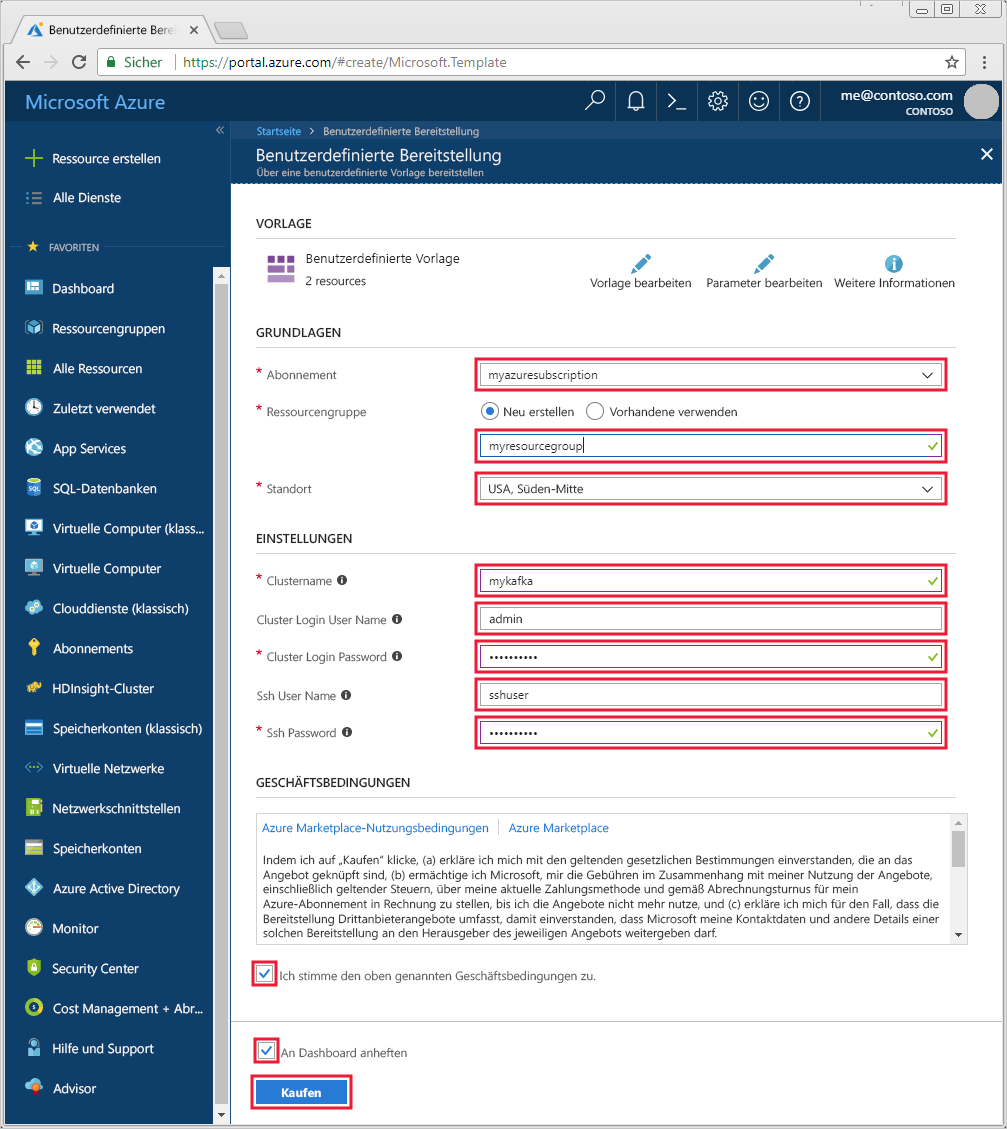 Benutzerdefinierte Bere
Sicher
https://portal.azure.com/#create/Microsoft.Template
Microsoft Azure
me@contoso.com
CONTOSO
Ressource erstellen
Alle Dienste
FAVORITEN
Dashboard
Ressourcengruppen
Alle Ressourcen
Zuletzt verwendet
App Services
SQL-Datenbanken
Virtuelle Computer (klass...
Virtuelle Computer
Clouddienste (klassisch)
Abonnements
HDInsight-Cluster
Speicherkonten (klassisch)
Virtuelle Netzwerke
Netzwerkschnittstellen
Speicherkonten
Azure Active Directory
Monitor
Security Center
Cost Management + Abr...
Hilfe und Support
Advisor
Startseite > Benutzerdefinierte Bereitstellung
Benutzerdefinierte Bereitstellung
Über eine benutzerdefinierte Vorlage bereitstellen
VORLAGE
Benutzerdefinierte Vorlage
2 resources
Vorlage bearbeiten
Parameter bearbeiten
Weitere Informationen
GRUNDLAGEN
* Abonnement
myazuresubscription
* Ressourcengruppe
Neu erstellen
Vorhandene verwenden
myresourcegroup
* Standort
USA, Süden-Mitte
EINSTELLUNGEN
* Clustername
mykafka
Cluster Login User Name
admin
* Cluster Login Password
••••••••••
Ssh User Name
sshuser
* Ssh Password
••••••••••
GESCHÄFTSBEDINGUNGEN
Azure Marketplace-Nutzungsbedingungen
Azure Marketplace
Indem ich auf „Kaufen“ klicke, (a) erkläre ich mich mit den geltenden gesetzlichen Bestimmungen einverstanden, die an das
Angebot geknüpft sind, (b) ermächtige ich Microsoft, mir die Gebühren im Zusammenhang mit meiner Nutzung der Angebote,
einschließlich geltender Steuern, über meine aktuelle Zahlungsmethode und gemäß Abrechnungsturnus für mein
Azure-Abonnement in Rechnung zu stellen, bis ich die Angebote nicht mehr nutze, und (c) erkläre ich mich für den Fall, dass die
Bereitstellung Drittanbieterangebote umfasst, damit einverstanden, dass Microsoft meine Kontaktdaten und andere Details einer
solchen Bereitstellung an den Herausgeber des jeweiligen Angebots weitergeben darf.
Ich stimme den oben genannten Geschäftsbedingungen zu.
An Dashboard anheften
Kaufen